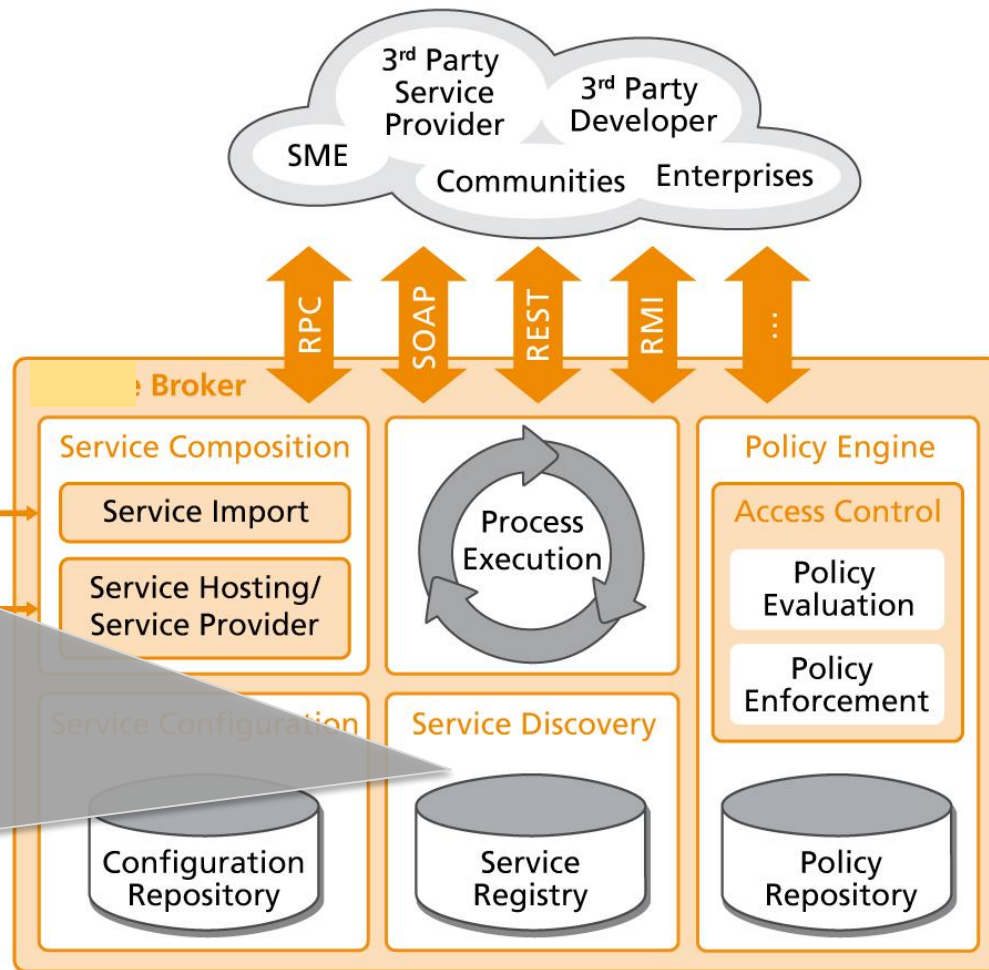 3rd Party
Service
Provider
3rd Party
Developer
SME
Communities
Enterprises
RPC
SOAP
REST
RMI
...
e Broker
Service Composition
Service Import
Service Hosting/
Service Provider
Process
Execution
Policy Engine
Access Control
Policy
Evaluation
Policy
Enforcement
Service Configuration
Configuration
Repository
Service Discovery
Service
Registry
Policy
Repository